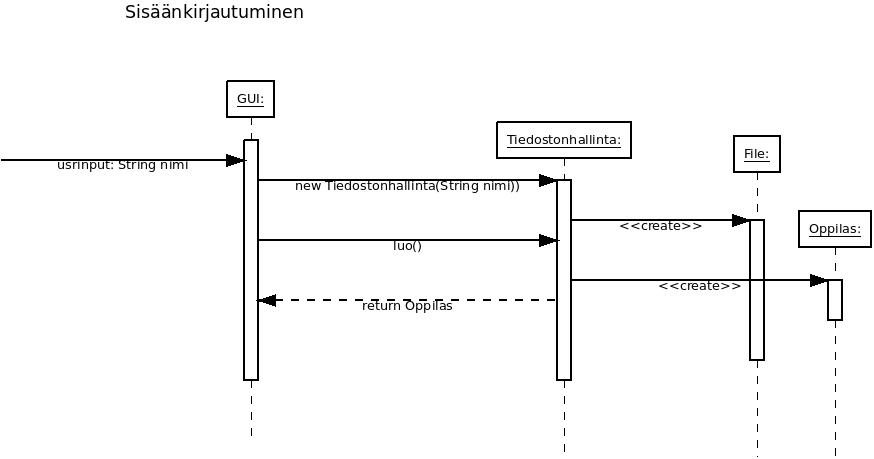 Sisäänkirjautuminen
GUI:
Tiedostonhallinta:
File:
usrinput: String nimi
new Tiedostonhallinta(String nimi))
Oppilas:
<<create>>
luo()
<<create>>
return Oppilas